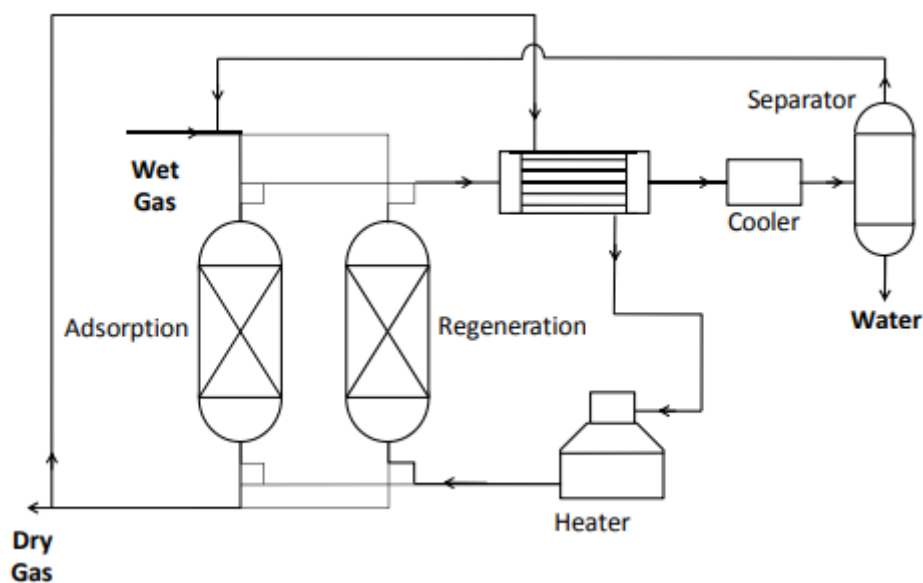 Separator
Wet
Gas
Cooler
Adsorption
Regeneration
Water
Heater
Dry
Gas